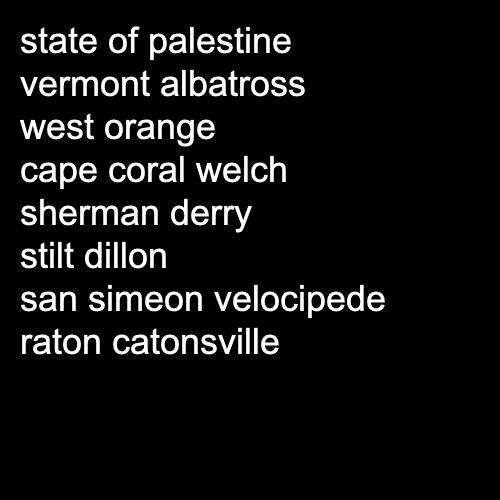 state of palestine
vermont albatross
west orange
cape coral welch
sherman derry
stilt dillon
san simeon velocipede
raton catonsville